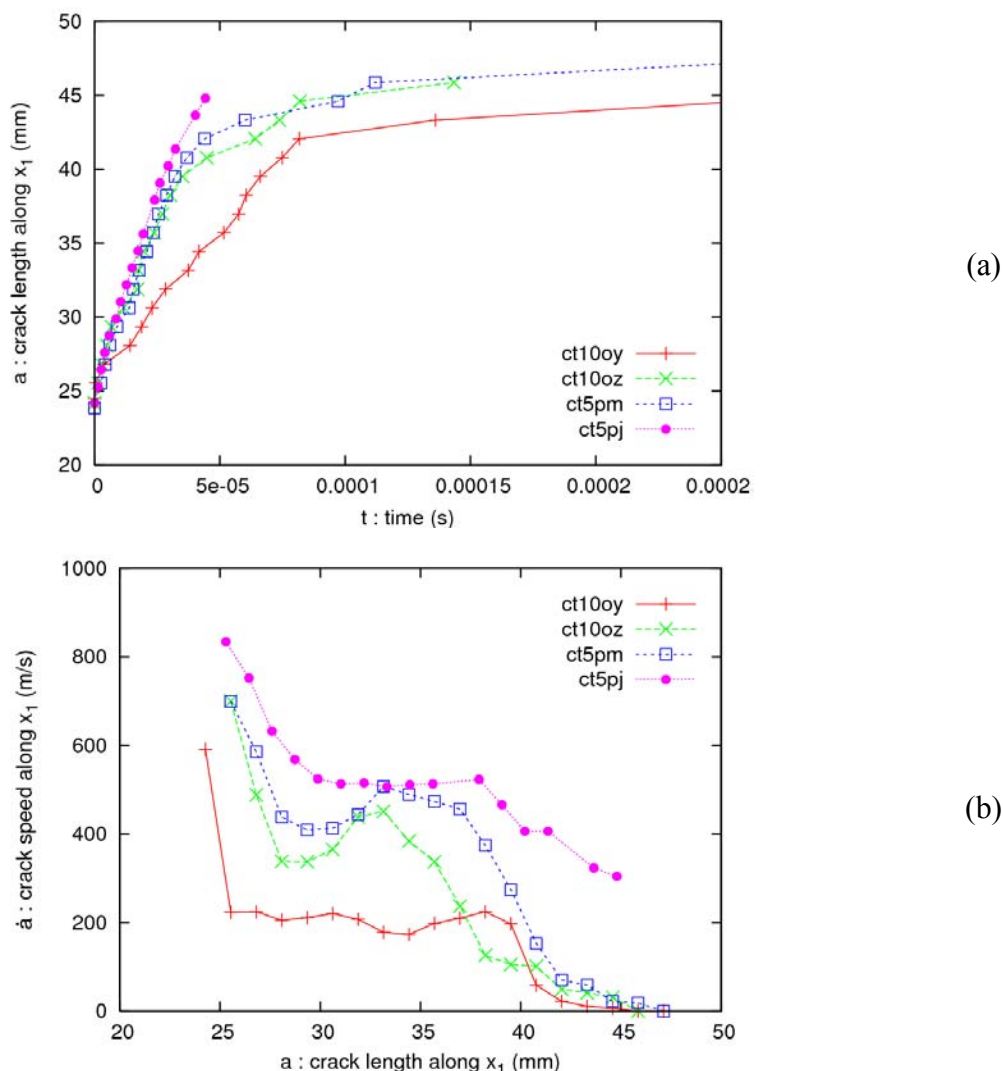 50
45
40
35
30
25
20
a : crack length along x1 (mm)
ct10oy
ct10oz
ct5pm
ct5pj
0
5e-05
0.0001
0.00015
0.0002
0.0002
t : time (s)
(a)
1000
800
600
400
200
0
ȧ : crack speed along x1 (m/s)
ct10oy
ct10oz
ct5pm
ct5pj
20
25
30
35
40
45
50
a : crack length along x1 (mm)
(b)